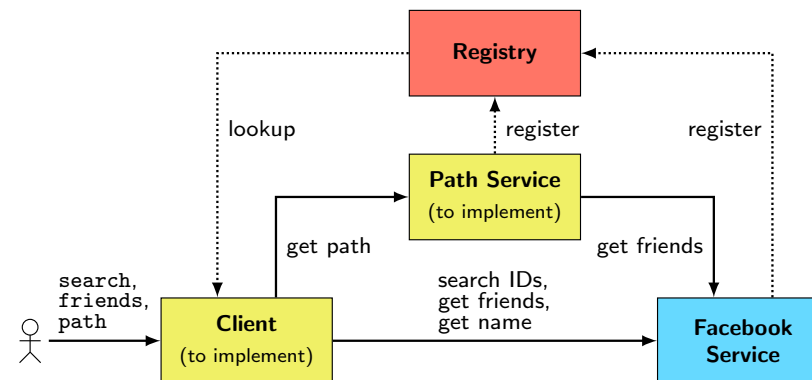 Registry
lookup
register
register
Path Service
(to implement)
get path
get friends
search,
friends,
path
search IDs,
get friends,
get name
Client
(to implement)
Facebook
Service